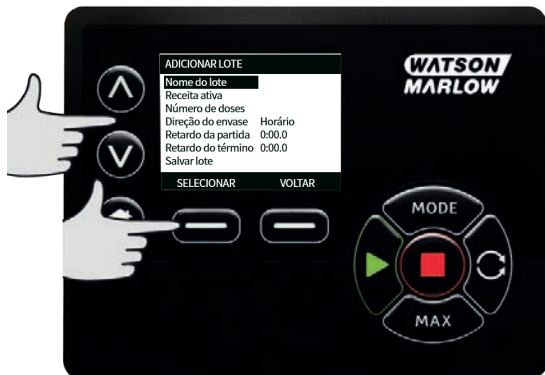 ADICIONAR LOTE
WATSON
MARLOW
Nome do lote
Receita ativa
Número de doses
Direção do envase Horário
Retardo da partida 0:00.0
Retardo do término 0:00.0
Salvar lote
SELECIONAR VOLTAR
MODE
MAX